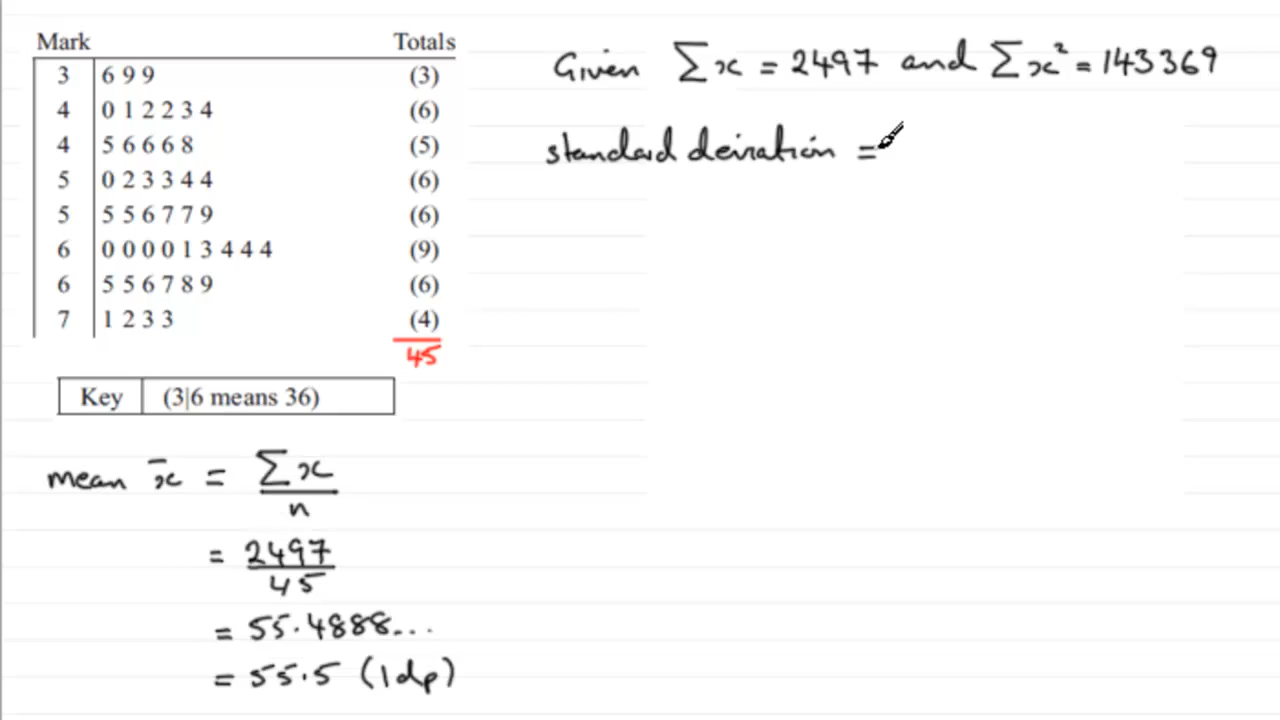 Mark Totals
3 6 9 9 (3)
4 0 1 2 2 3 4 (6)
4 5 6 6 6 8 (5)
5 0 2 3 3 4 4 (6)
5 5 5 6 7 7 9 (6)
6 0 0 0 0 1 3 4 4 4 (9)
6 5 5 6 7 8 9 (6)
7 1 2 3 3 (4)
45
Key (3|6 means 36)
mean x̄ = Σx
n
= 2497
45
= 55.4888...
= 55.5 (1dp)
Given Σx = 2497 and Σx² = 143369
standard deviation =